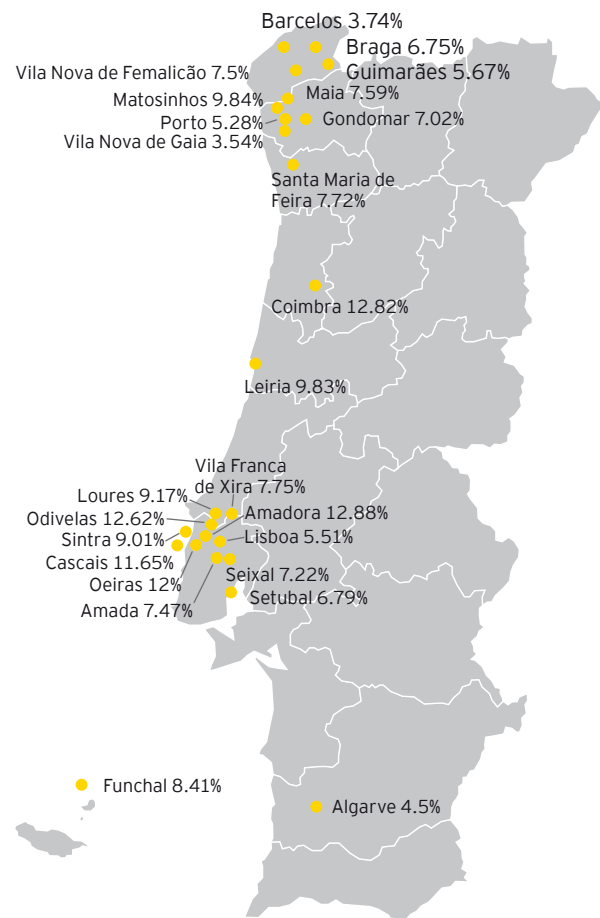 Barcelos 3.74%
Braga 6.75%
Vila Nova de Femalicão 7.5%
Guimarães 5.67%
Maia 7.59%
Matosinhos 9.84%
Porto 5.28%
Gondomar 7.02%
Vila Nova de Gaia 3.54%
Santa Maria de
Feira 7.72%
Coimbra 12.82%
Leiria 9.83%
Vila Franca
de Xira 7.75%
Loures 9.17%
Amadora 12.88%
Odivelas 12.62%
Sintra 9.01%
Lisboa 5.51%
Cascais 11.65%
Seixal 7.22%
Oeiras 12%
Setubal 6.79%
Amada 7.47%
Funchal 8.41%
Algarve 4.5%